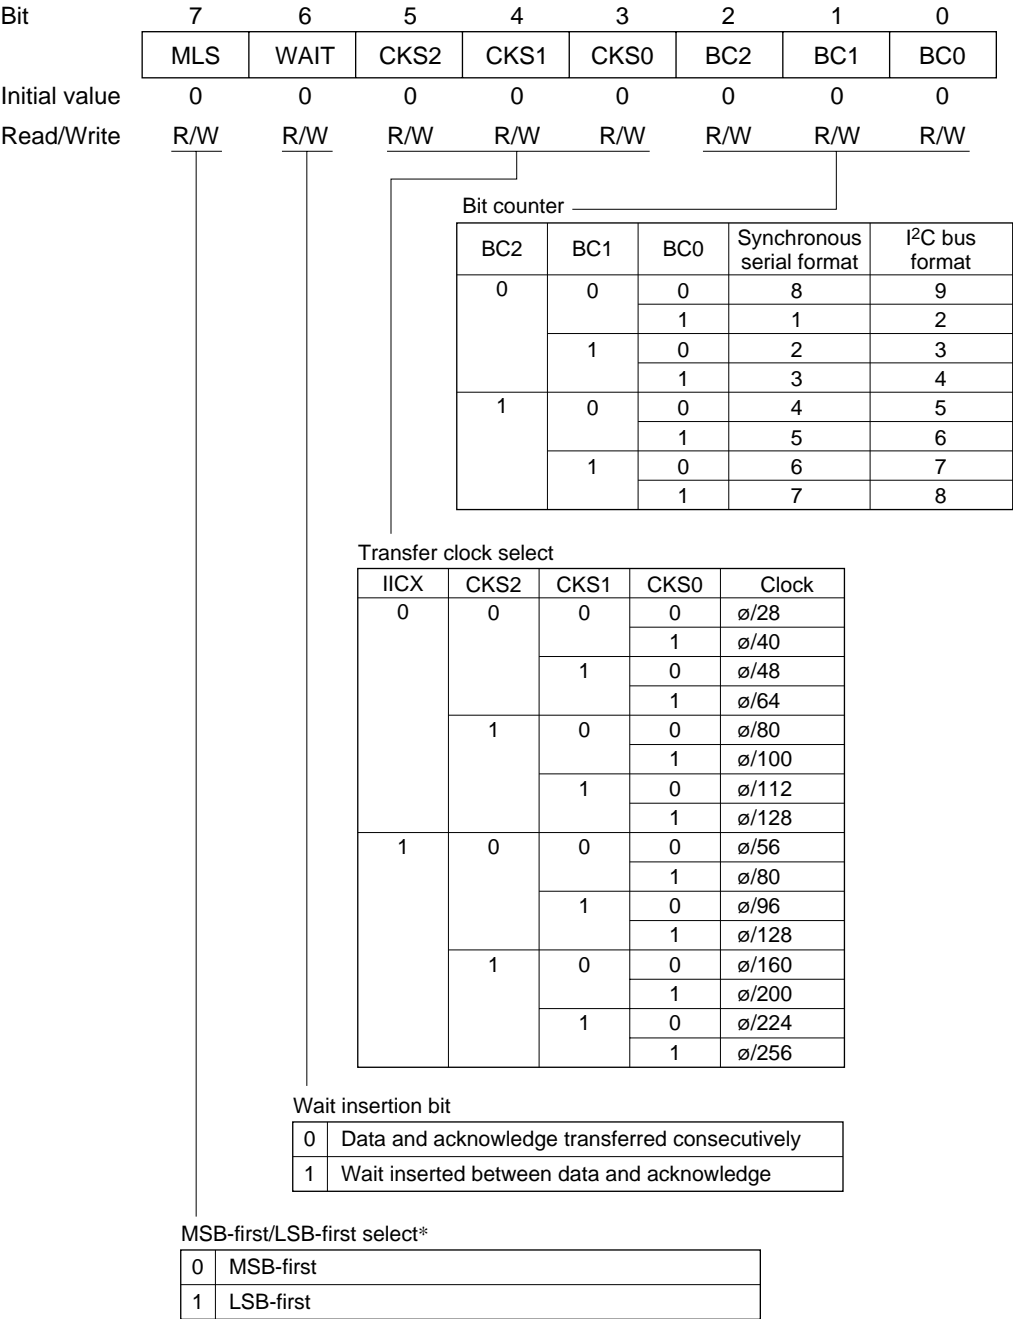 Bit 7 6 5 4 3 2 1 0
MLS WAIT CKS2 CKS1 CKS0 BC2 BC1 BC0
Initial value 0 0 0 0 0 0 0 0
Read/Write R/W R/W R/W R/W R/W R/W R/W R/W
Bit counter
BC2 BC1 BC0 Synchronous serial format I2C bus format
0 0 0 8 9
1 1 2
1 0 2 3
1 3 4
1 0 0 4 5
1 5 6
1 0 6 7
1 7 8
Transfer clock select
IICX CKS2 CKS1 CKS0 Clock
0 0 0 0 ø/28
1 ø/40
1 0 ø/48
1 ø/64
1 0 0 ø/80
1 ø/100
1 0 ø/112
1 ø/128
1 0 0 0 ø/56
1 ø/80
1 0 ø/96
1 ø/128
1 0 0 ø/160
1 ø/200
1 0 ø/224
1 ø/256
Wait insertion bit
0 Data and acknowledge transferred consecutively
1 Wait inserted between data and acknowledge
MSB-first/LSB-first select*
0 MSB-first
1 LSB-first